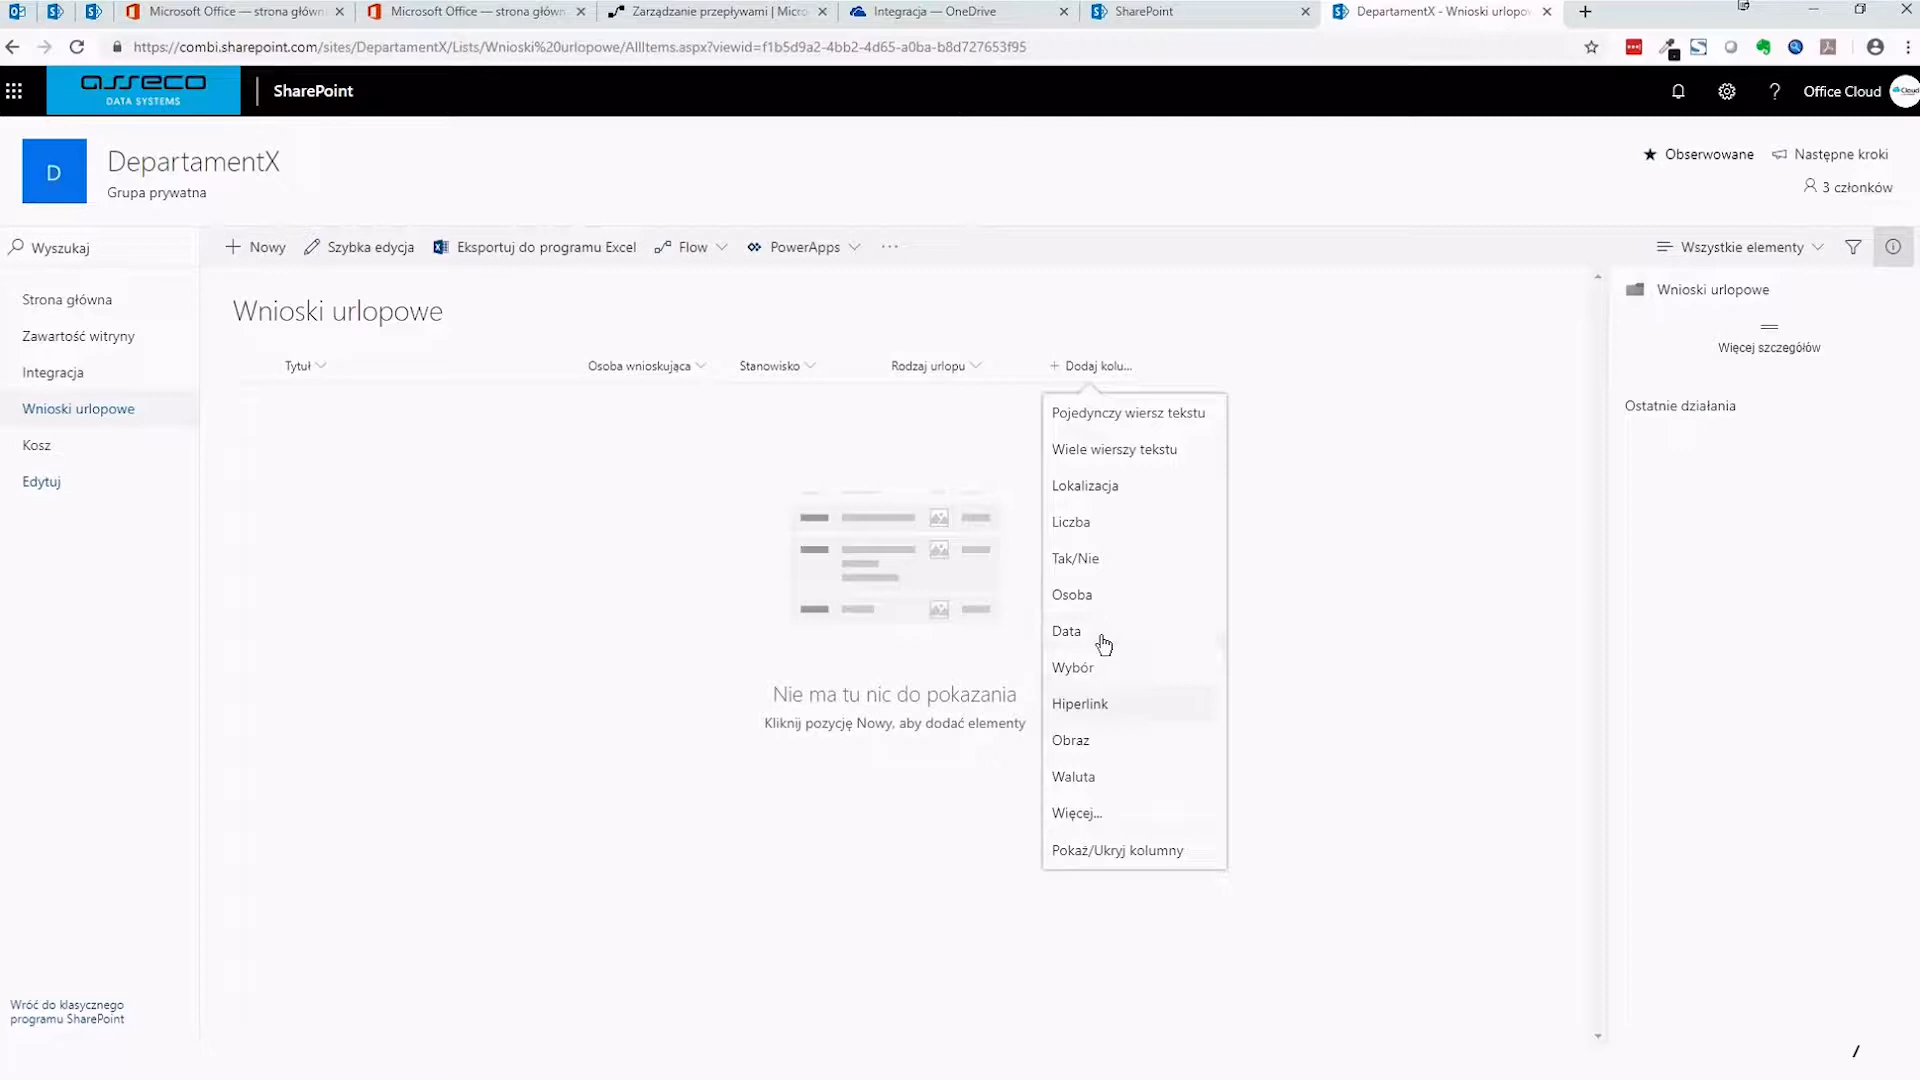 Microsoft Office — strona główn
Microsoft Office — strona główn
Zarządzanie przepływami | Micro
Integracja — OneDrive
SharePoint
DepartamentX - Wnioski urlopow
https://combi.sharepoint.com/sites/DepartamentX/Lists/Wnioski%20urlopowe/AllItems.aspx?viewid=f1b5d9a2-4bb2-4d65-a0ba-b8d727653f95
asseco
DATA SYSTEMS
SharePoint
?
Office Cloud
Cloud
D
DepartamentX
Grupa prywatna
Obserwowane
Następne kroki
3 członków
Wyszukaj
Nowy
Szybka edycja
Eksportuj do programu Excel
Flow
PowerApps
...
Wszystkie elementy
Strona główna
Zawartość witryny
Integracja
Wnioski urlopowe
Kosz
Edytuj
Wnioski urlopowe
Tytuł
Osoba wnioskująca
Stanowisko
Rodzaj urlopu
+ Dodaj kolu...
Pojedynczy wiersz tekstu
Wiele wierszy tekstu
Lokalizacja
Liczba
Tak/Nie
Osoba
Data
Wybór
Hiperlink
Obraz
Waluta
Więcej...
Pokaż/Ukryj kolumny
Nie ma tu nic do pokazania
Kliknij pozycję Nowy, aby dodać elementy
Wnioski urlopowe
Więcej szczegółów
Ostatnie działania
Wróć do klasycznego
programu SharePoint
/